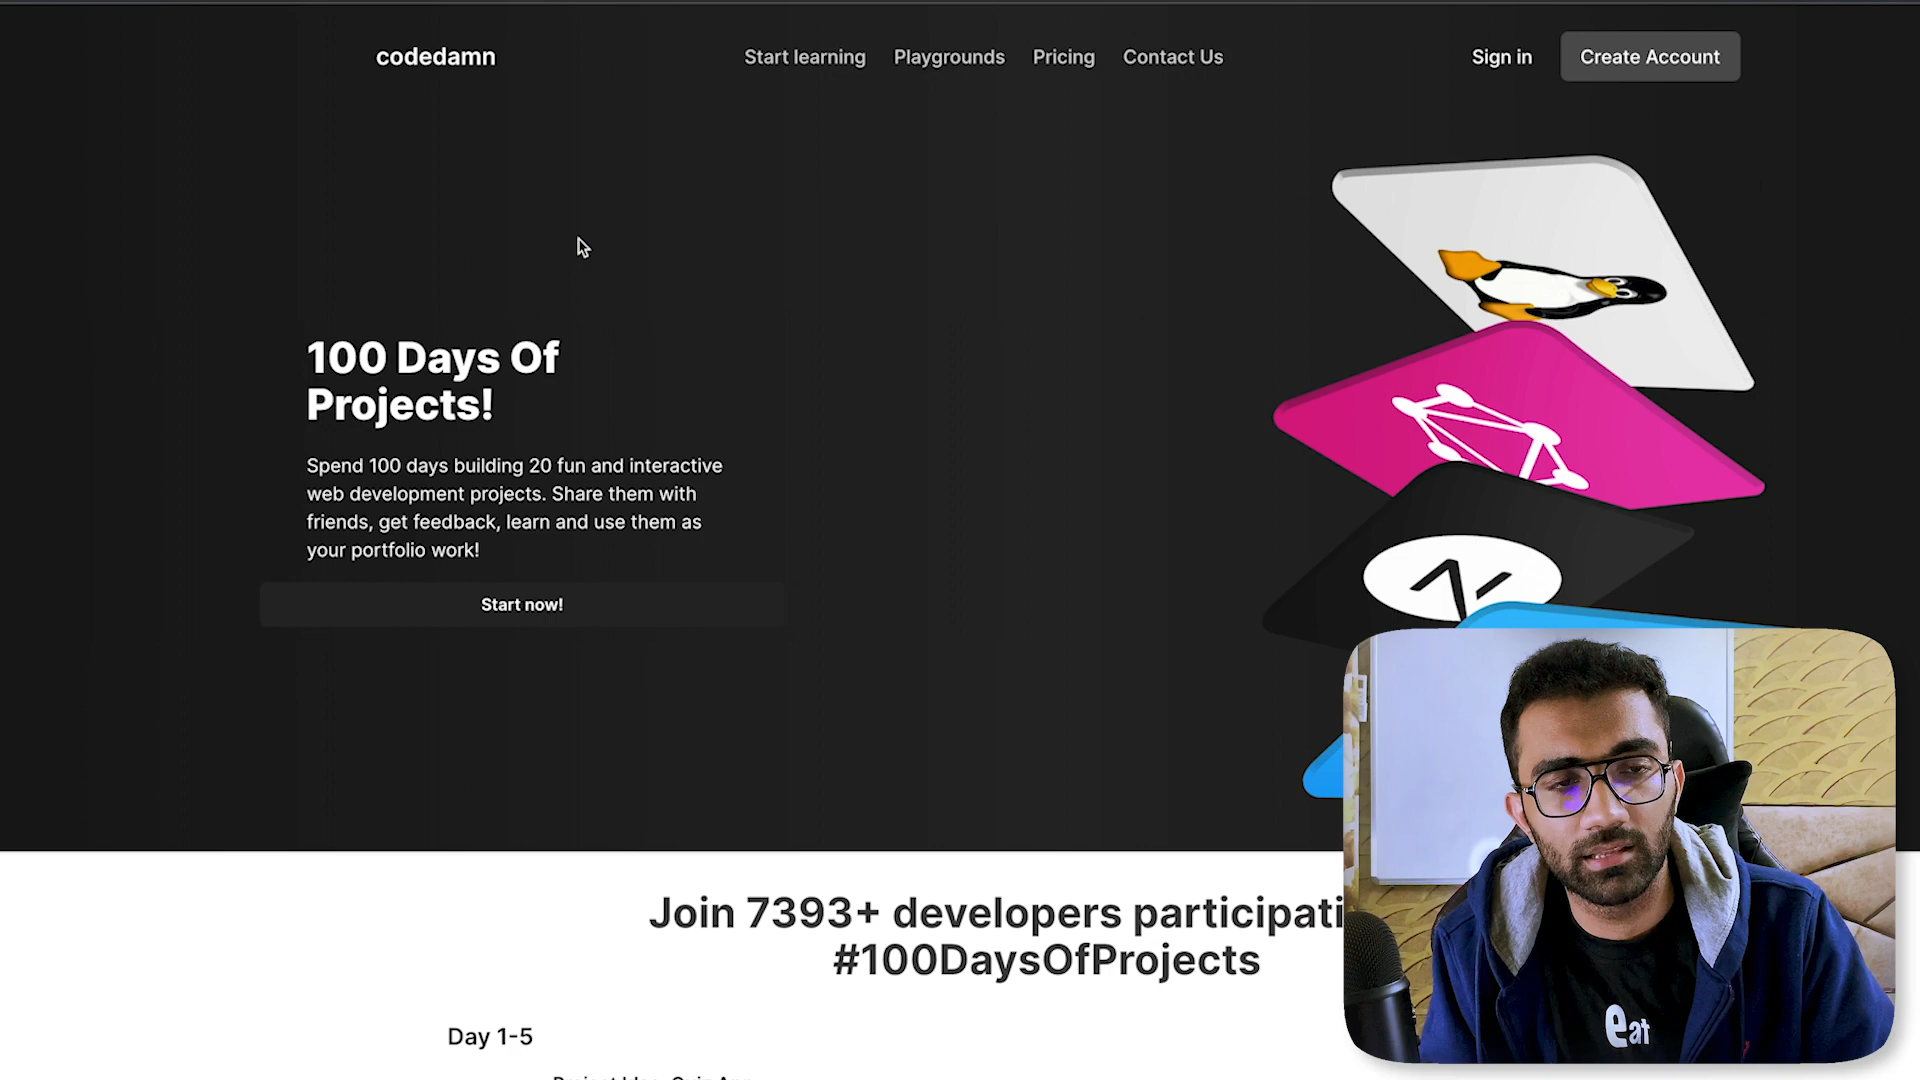 codedamn
Start learning
Playgrounds
Pricing
Contact Us
Sign in
Create Account
100 Days Of
Projects!
Spend 100 days building 20 fun and interactive
web development projects. Share them with
friends, get feedback, learn and use them as
your portfolio work!
Start now!
Join 7393+ developers participati
#100DaysOfProjects
Day 1-5
eat